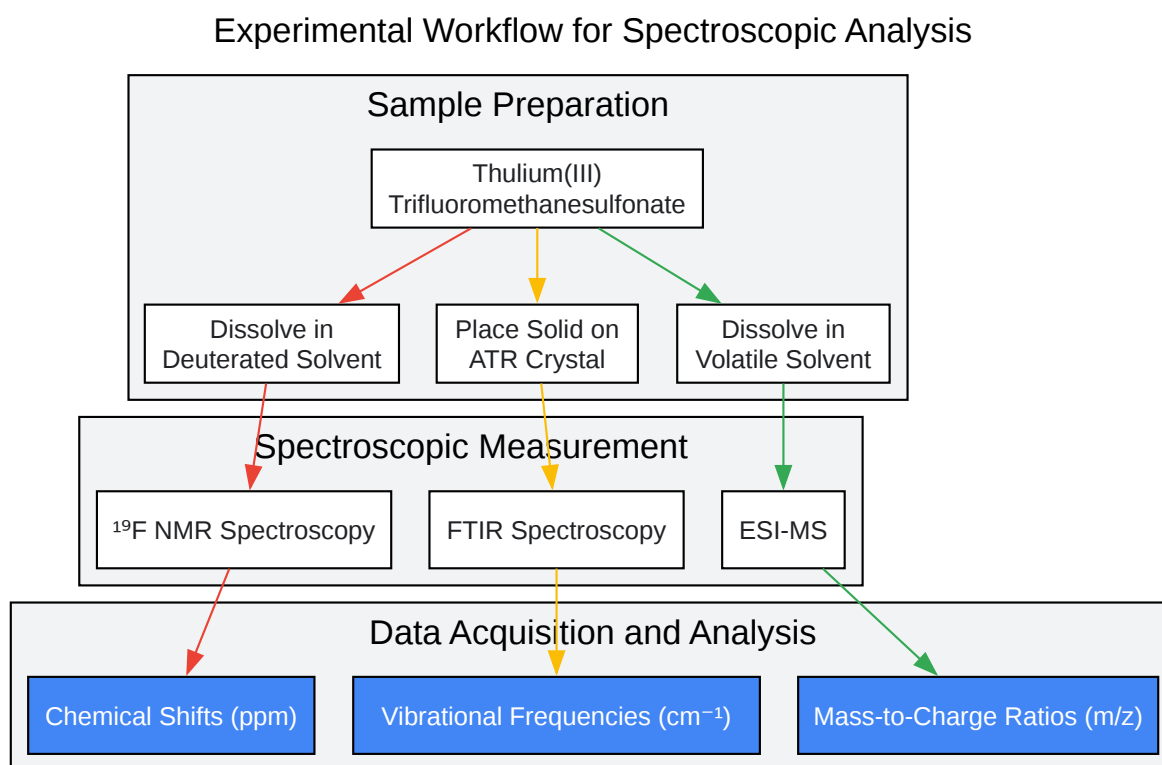 Experimental Workflow for Spectroscopic Analysis
Sample Preparation
Thulium(III)
Trifluoromethanesulfonate
Dissolve in
Deuterated Solvent
Place Solid on
ATR Crystal
Dissolve in
Volatile Solvent
Spectroscopic Measurement
¹⁹F NMR Spectroscopy
FTIR Spectroscopy
ESI-MS
Data Acquisition and Analysis
Chemical Shifts (ppm)
Vibrational Frequencies (cm⁻¹)
Mass-to-Charge Ratios (m/z)